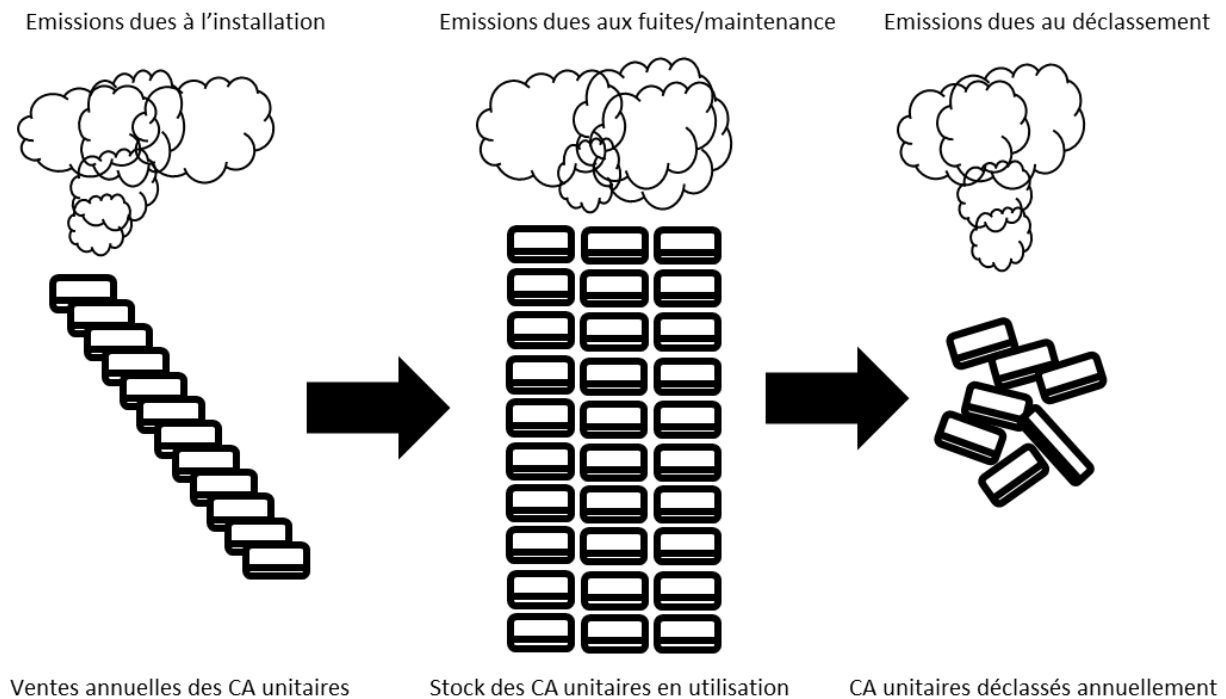 Emissions dues à l’installation
Emissions dues aux fuites/maintenance
Emissions dues au déclassement
Ventes annuelles des CA unitaires
Stock des CA unitaires en utilisation
CA unitaires déclassés annuellement